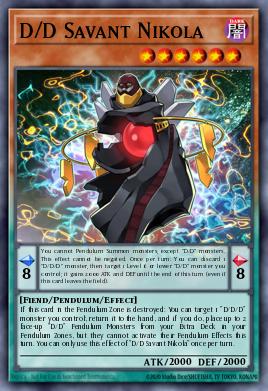 D/D Savant Nikola
DARK
闇
You cannot Pendulum Summon monsters, except "D/D" monsters.
This effect cannot be negated. Once per turn: You can discard 1
"D/D/D" monster, then target 1 Level 6 or lower "D/D" monster you
control; it gains 2000 ATK and DEF until the end of this turn (even if
this card leaves the field).
8
8
[Fiend/Pendulum/Effect]
If this card in the Pendulum Zone is destroyed: You can target 1 "D/D/D"
monster you control; return it to the hand, and if you do, place up to 2
face-up "D/D" Pendulum Monsters from your Extra Deck in your
Pendulum Zones, but they cannot activate their Pendulum Effects this
turn. You can only use this effect of "D/D Savant Nikola" once per turn.
ATK/2000 DEF/2000